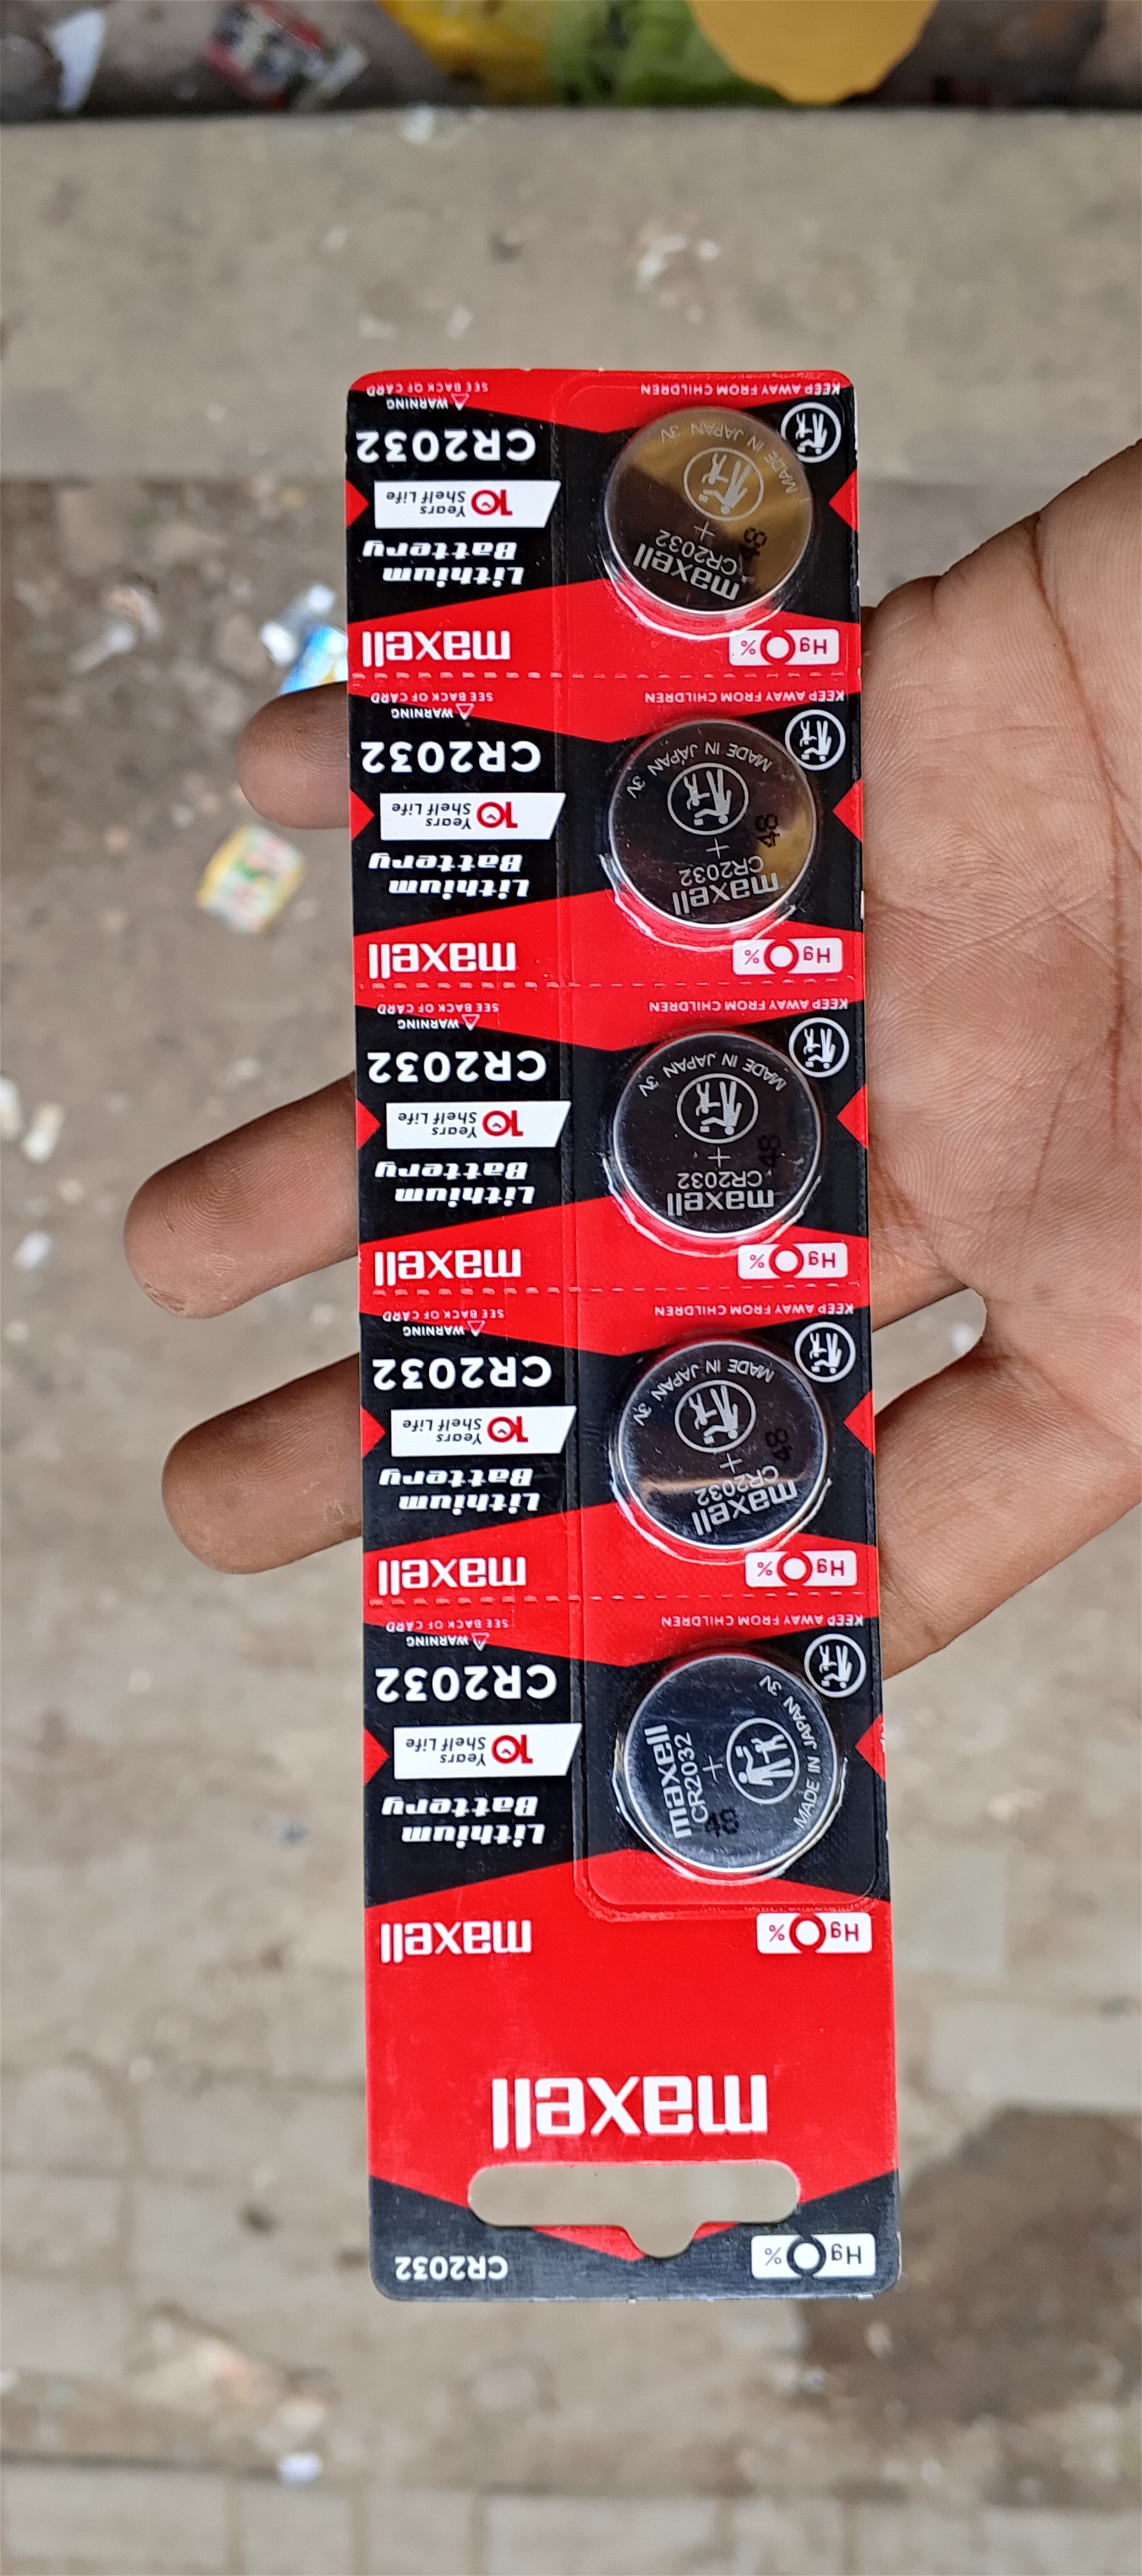 CR2032
Hg 0%
maxell
maxell
Hg 0%
Lithium
Battery
10 Years
Shelf Life
CR2032
WARNING
SEE BACK OF CARD
KEEP AWAY FROM CHILDREN
maxell
CR2032
+
48
MADE IN JAPAN 3V
maxell
Hg 0%
Lithium
Battery
10 Years
Shelf Life
CR2032
WARNING
SEE BACK OF CARD
KEEP AWAY FROM CHILDREN
maxell
CR2032
+
48
MADE IN JAPAN 3V
maxell
Hg 0%
Lithium
Battery
10 Years
Shelf Life
CR2032
WARNING
SEE BACK OF CARD
KEEP AWAY FROM CHILDREN
maxell
CR2032
+
48
MADE IN JAPAN 3V
maxell
Hg 0%
Lithium
Battery
10 Years
Shelf Life
CR2032
WARNING
SEE BACK OF CARD
KEEP AWAY FROM CHILDREN
maxell
CR2032
+
48
MADE IN JAPAN 3V
maxell
Hg 0%
Lithium
Battery
10 Years
Shelf Life
CR2032
WARNING
SEE BACK OF CARD
KEEP AWAY FROM CHILDREN
maxell
CR2032
+
48
MADE IN JAPAN 3V